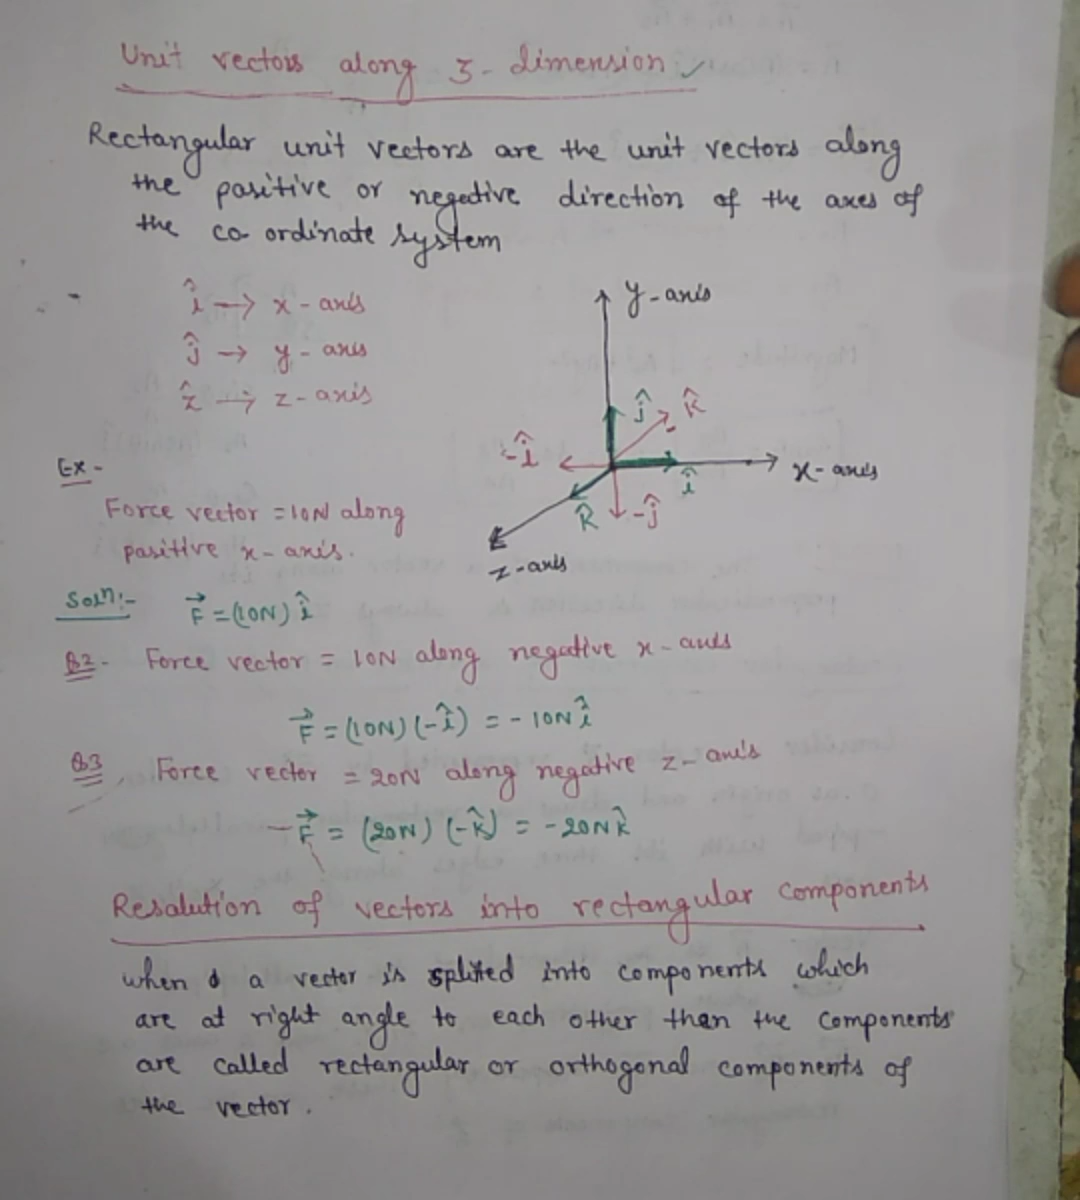 Unit vectors along 3-dimension ✓
Rectangular unit vectors are the unit vectors along
the pasitive or negative direction of the axes of
the co-ordinate system
î → x-axis
ĵ → y-axis
ẑ → z-axis
y-axis
ĵ
k̂
-î
î
x-axis
k̂
-ĵ
z-axis
Ex-
Force vector = 10N along
pasitive x-axis.
Soln:- F⃗ = (10N) î
Q2- Force vector = 10N along negative x-axis
F⃗ = (10N) (-î) = -10N î
Q3 Force vector = 20N along negative z-axis
F⃗ = (20N) (-k̂) = -20N k̂
Resalution of vectors into rectangular components
when a vector is splited into components which
are at right angle to each other then the components
are called rectangular or orthogonal components of
the vector.